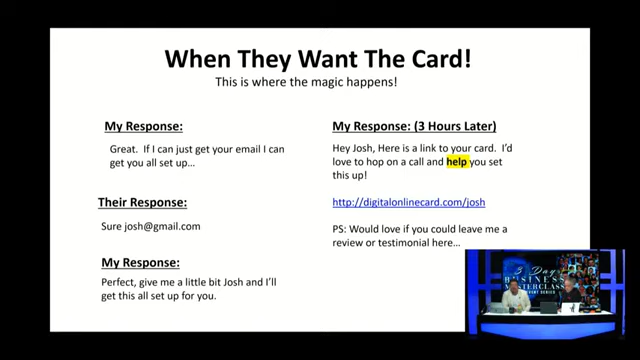 When They Want The Card!
This is where the magic happens!
My Response:
Great. If I can just get your email I can
get you all set up…
Their Response:
Sure josh@gmail.com
My Response:
Perfect, give me a little bit Josh and I'll
get this all set up for you.
My Response: (3 Hours Later)
Hey Josh, Here is a link to your card. I'd
love to hop on a call and help you set
this up!
http://digitalonlinecard.com/josh
PS: Would love if you could leave me a
review or testimonial here…
3 Day
BUSINESS
MASTERCLASS
EVENT SERIES